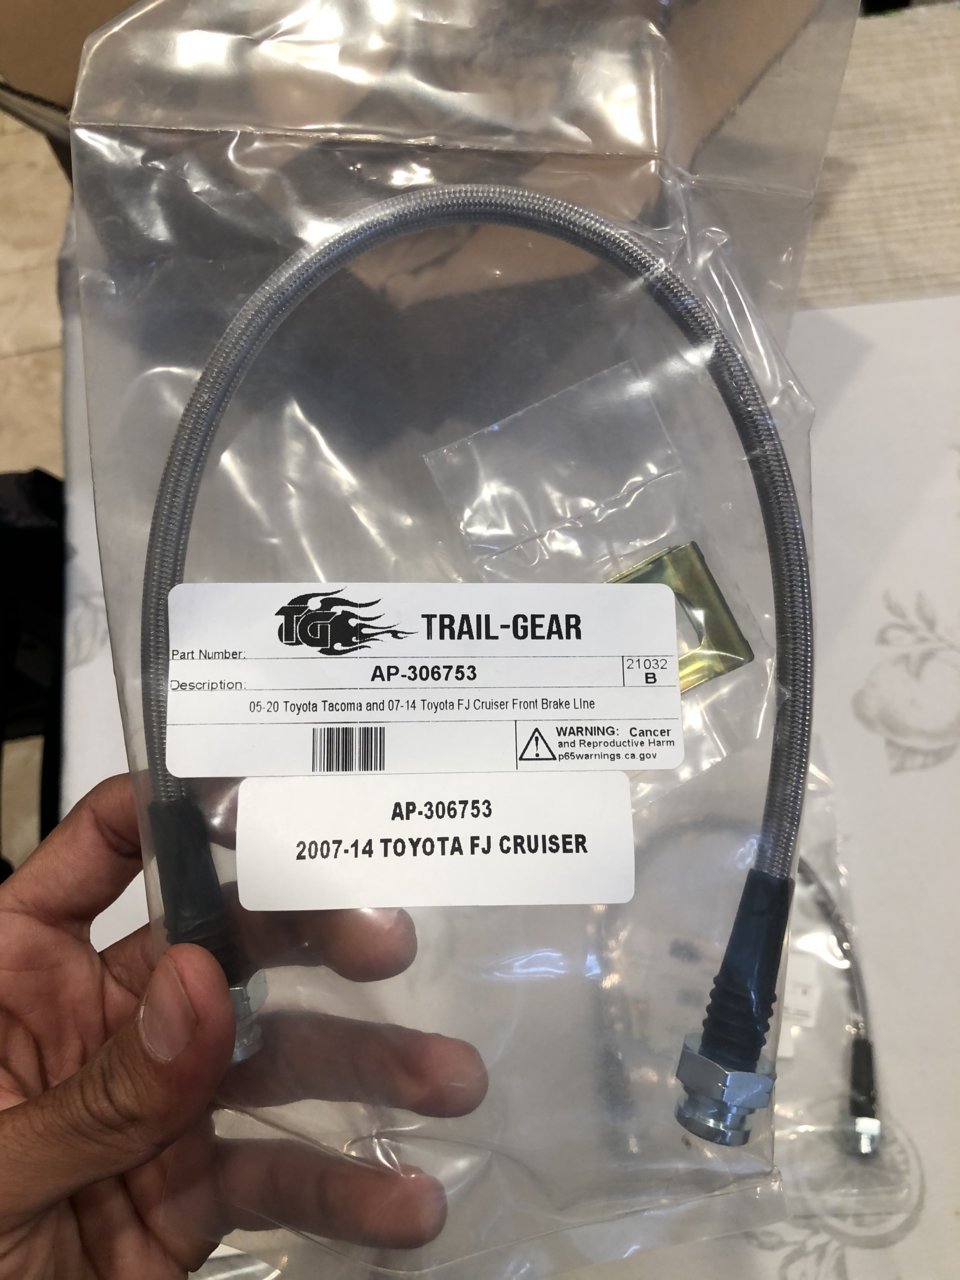 TG TRAIL-GEAR
Part Number:
AP-306753
21032
B
Description:
05-20 Toyota Tacoma and 07-14 Toyota FJ Cruiser Front Brake LIne
WARNING: Cancer
and Reproductive Harm
p65warnings.ca.gov
AP-306753
2007-14 TOYOTA FJ CRUISER